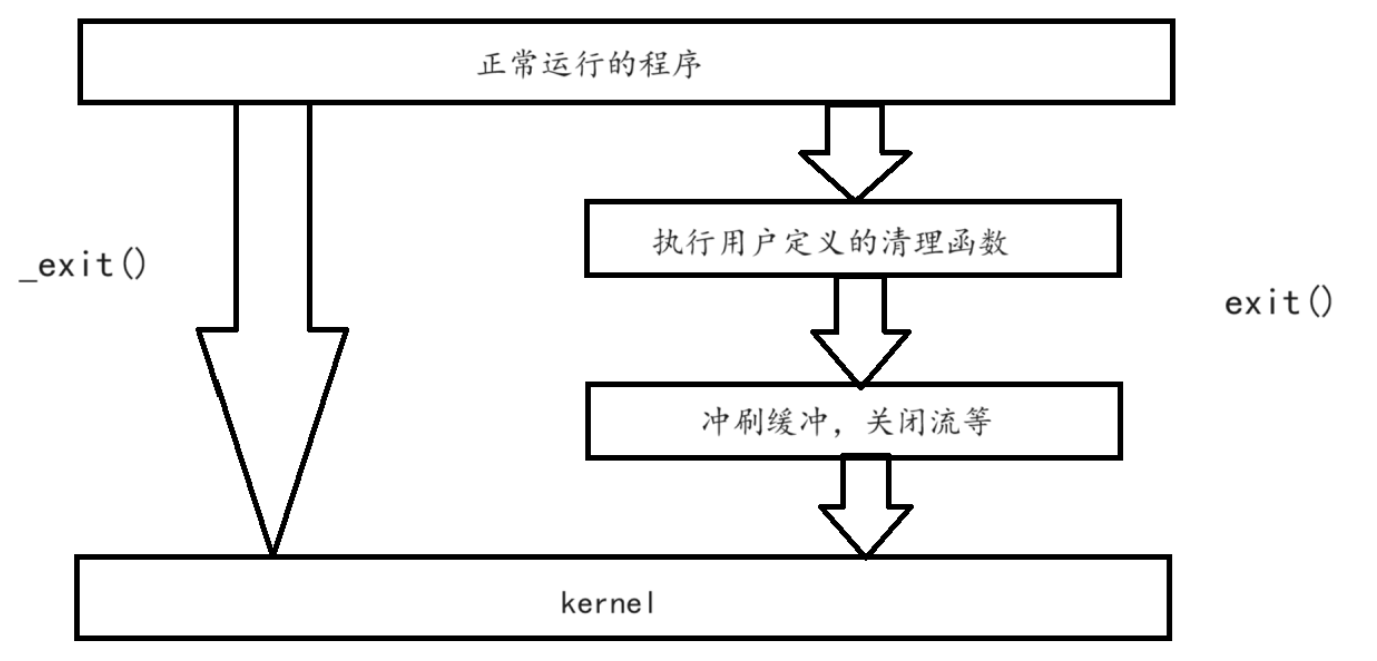 正常运行的程序
执行用户定义的清理函数
_exit()
exit()
冲刷缓冲，关闭流等
kernel